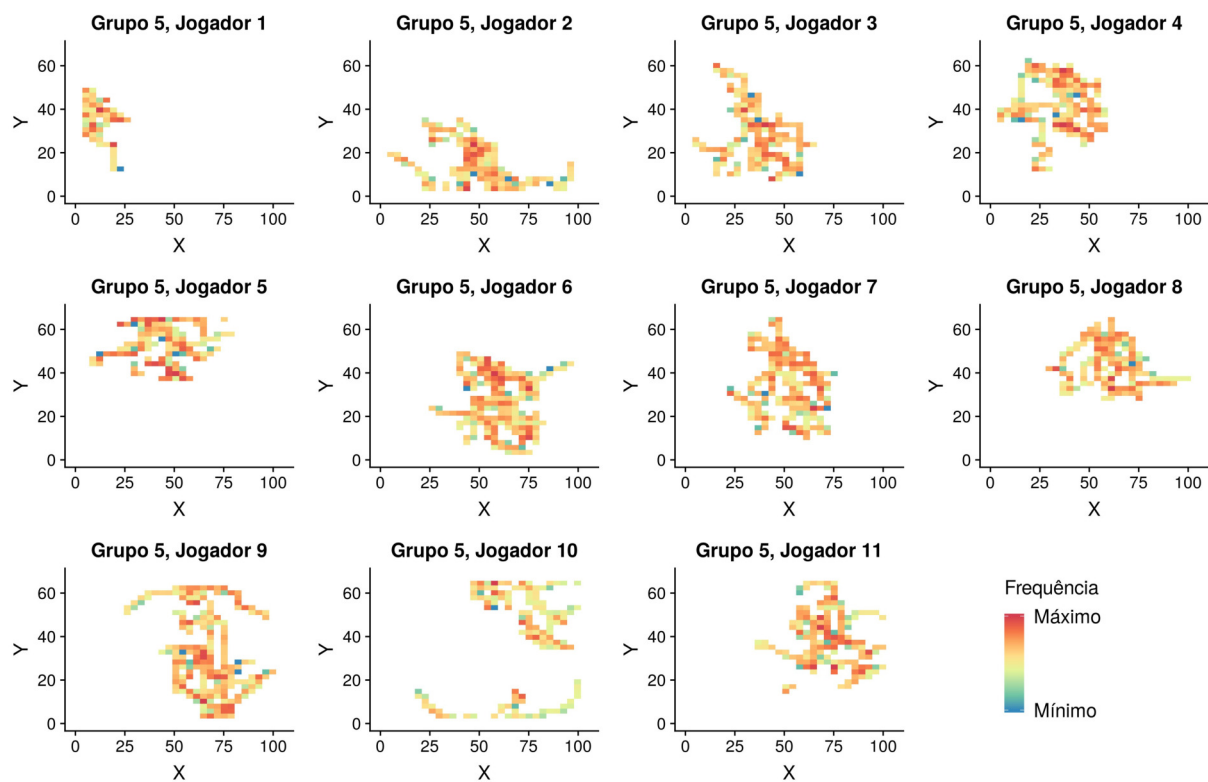 Grupo 5, Jogador 1
Grupo 5, Jogador 2
Grupo 5, Jogador 3
Grupo 5, Jogador 4
Y
60
40
20
0
0 25 50 75 100
X
Y
60
40
20
0
0 25 50 75 100
X
Y
60
40
20
0
0 25 50 75 100
X
Y
60
40
20
0
0 25 50 75 100
X
Grupo 5, Jogador 5
Grupo 5, Jogador 6
Grupo 5, Jogador 7
Grupo 5, Jogador 8
Y
60
40
20
0
0 25 50 75 100
X
Y
60
40
20
0
0 25 50 75 100
X
Y
60
40
20
0
0 25 50 75 100
X
Y
60
40
20
0
0 25 50 75 100
X
Grupo 5, Jogador 9
Grupo 5, Jogador 10
Grupo 5, Jogador 11
Y
60
40
20
0
0 25 50 75 100
X
Y
60
40
20
0
0 25 50 75 100
X
Y
60
40
20
0
0 25 50 75 100
X
Frequência
Máximo
Mínimo